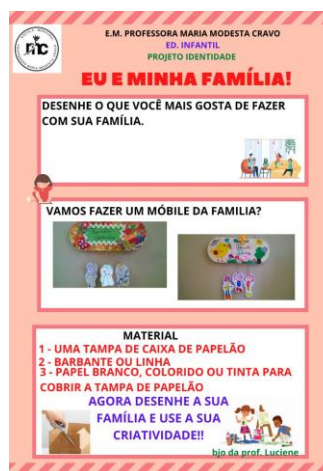 E.M. PROFESSORA MARIA MODESTA CRAVO
ED. INFANTIL
PROJETO IDENTIDADE
EU E MINHA FAMÍLIA!
DESENHE O QUE VOCÊ MAIS GOSTA DE FAZER
COM SUA FAMÍLIA.
VAMOS FAZER UM MÓBILE DA FAMILIA?
MATERIAL
1 - UMA TAMPA DE CAIXA DE PAPELÃO
2 - BARBANTE OU LINHA
3 - PAPEL BRANCO, COLORIDO OU TINTA PARA
COBRIR A TAMPA DE PAPELÃO
AGORA DESENHE A SUA
FAMÍLIA E USE A SUA
CRIATIVIDADE!!
bjo da prof. Luciene